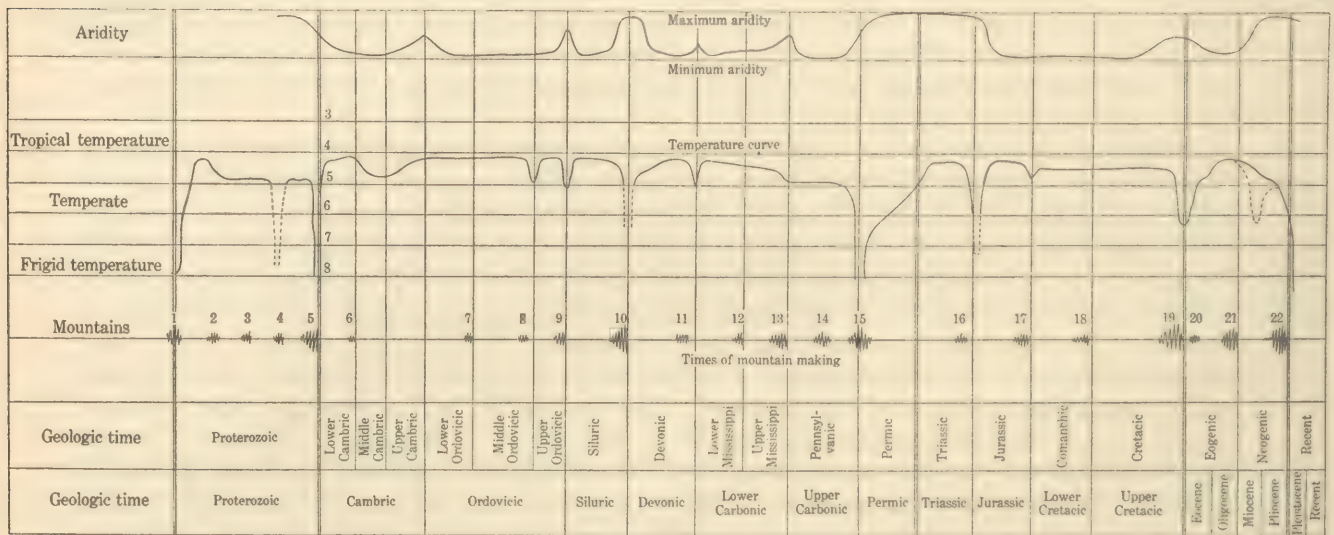 Aridity
Maximum aridity
Minimum aridity
3
Tropical temperature
4
Temperature curve
5
Temperate
6
7
Frigid temperature
8
1 2 3 4 5 6 7 8 9 10 11 12 13 14 15 16 17 18 19 20 21 22
Mountains
Times of mountain making
Geologic time
Proterozoic
Lower
Cambric
Middle
Cambric
Upper
Cambric
Lower
Ordovicic
Middle
Ordovicic
Upper
Ordovicic
Siluric
Devonic
Lower
Mississippi
Upper
Mississippi
Pennsyl-
vanic
Permic
Triassic
Jurassic
Comanchic
Cretacic
Eogenic
Neogenic
Recent
Geologic time
Proterozoic
Cambric
Ordovicic
Siluric
Devonic
Lower
Carbonic
Upper
Carbonic
Permic
Triassic
Jurassic
Lower
Cretacic
Upper
Cretacic
Eocene
Oligocene
Miocene
Pliocene
Pleistocene
Recent